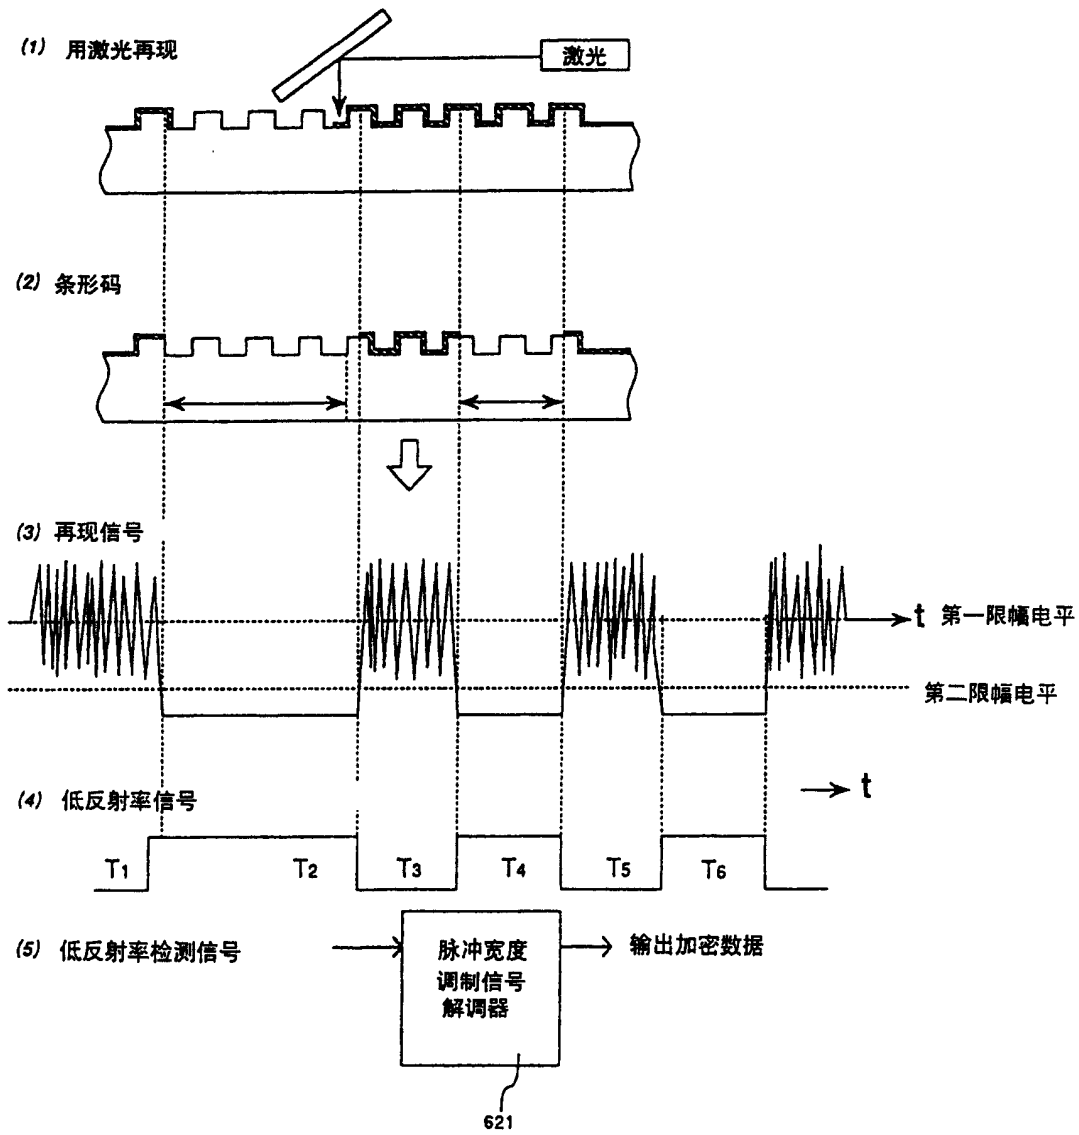 (1) 用激光再现
激光
(2) 条形码
(3) 再现信号
t 第一限幅电平
第二限幅电平
t
(4) 低反射率信号
T1 T2 T3 T4 T5 T6
(5) 低反射率检测信号
脉冲宽度
调制信号
解调器
输出加密数据
621